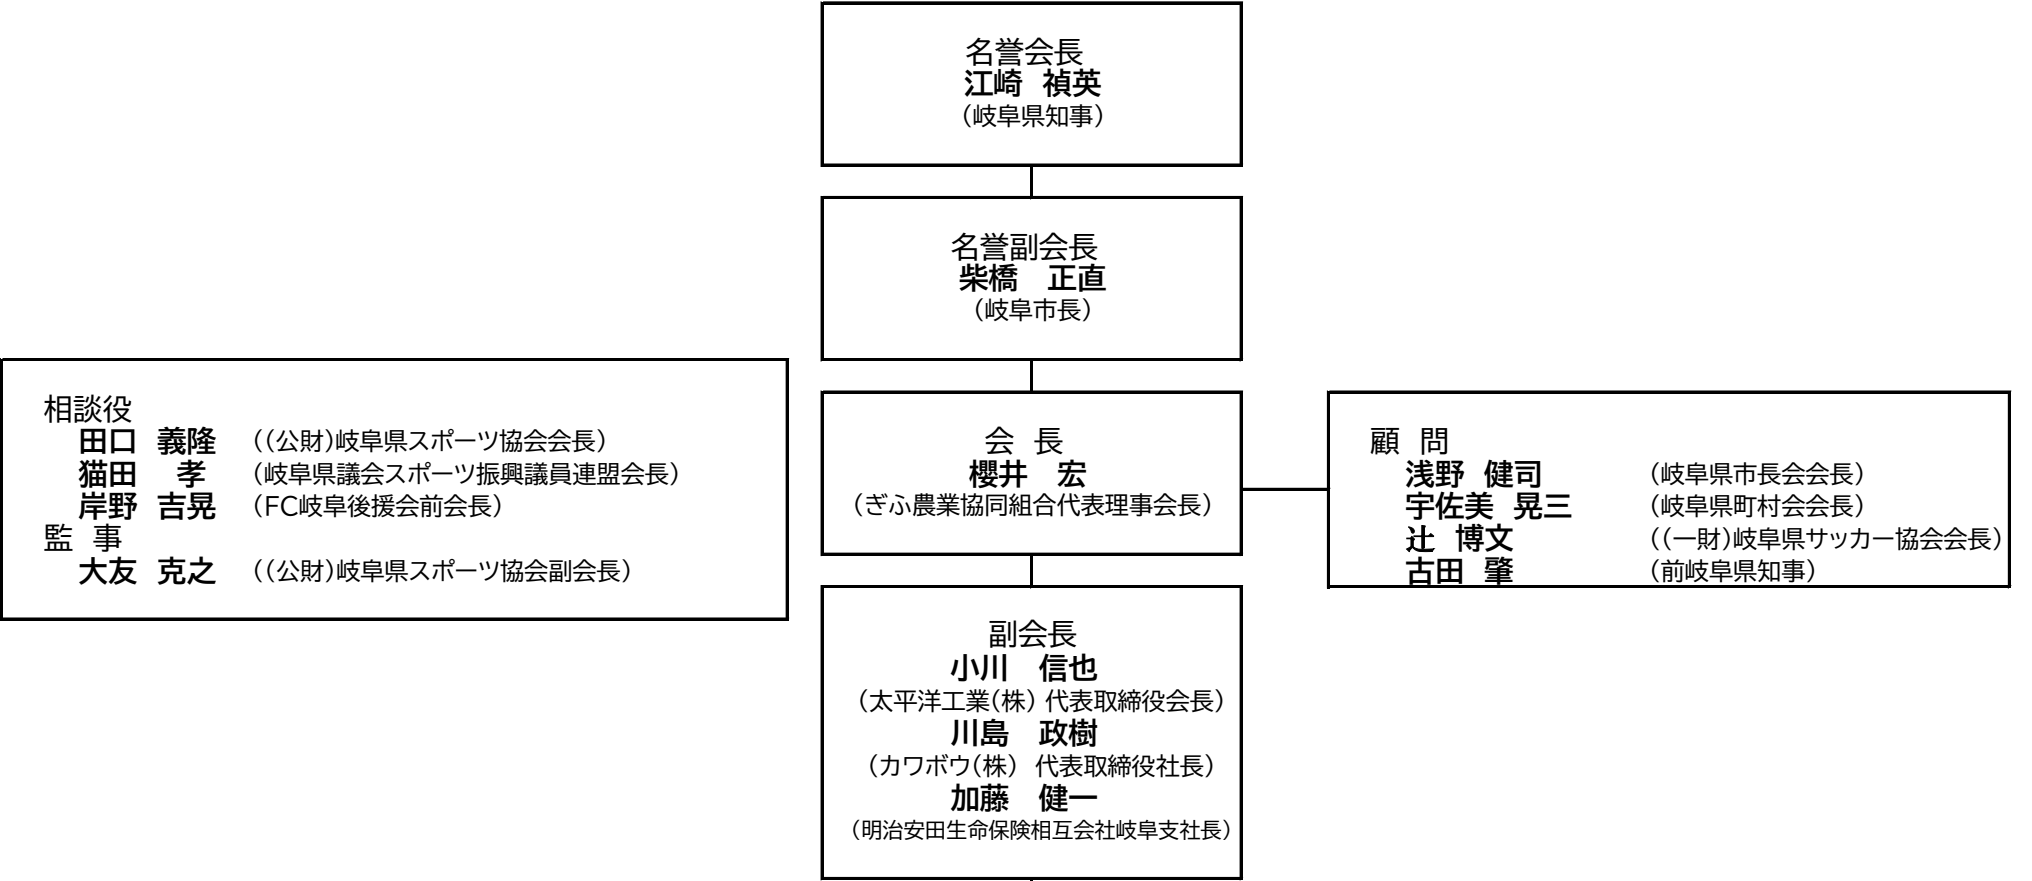 名誉会長
江崎 禎英
（岐阜県知事）
名誉副会長
柴橋　正直
（岐阜市長）
相談役
田口 義隆 （（公財）岐阜県スポーツ協会会長）
猫田 孝 （岐阜県議会スポーツ振興議員連盟会長）
岸野 吉晃 （FC岐阜後援会前会長）
監 事
大友 克之 （（公財）岐阜県スポーツ協会副会長）
会 長
櫻井　宏
（ぎふ農業協同組合代表理事会長）
顧 問
浅野 健司 （岐阜県市長会会長）
宇佐美 晃三 （岐阜県町村会会長）
辻 博文 （（一財）岐阜県サッカー協会会長）
古田 肇 （前岐阜県知事）
副会長
小川　信也
（太平洋工業（株） 代表取締役会長）
川島　政樹
（カワボウ（株） 代表取締役社長）
加藤　健一
（明治安田生命保険相互会社岐阜支社長）